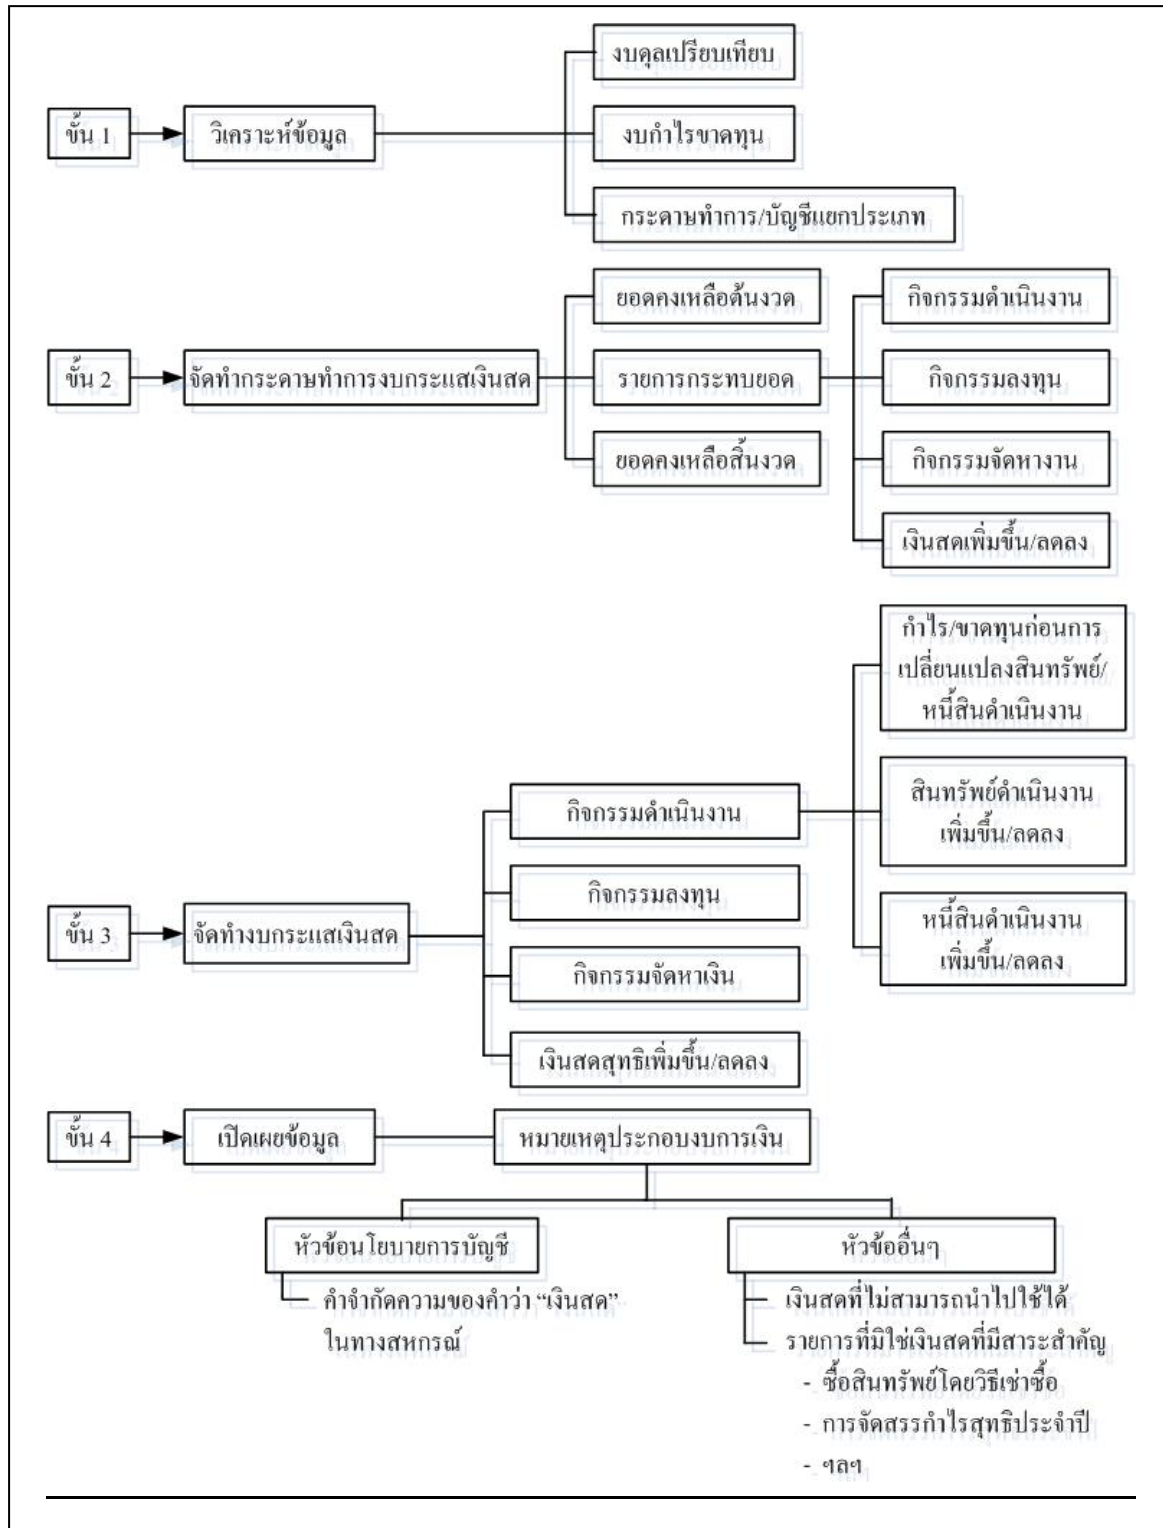 งบดุลเปรียบเทียบ
ขั้น 1
วิเคราะห์ข้อมูล
งบกำไรขาดทุน
กระดาษทำการ/บัญชีแยกประเภท
ยอดคงเหลือต้นงวด
กิจกรรมดำเนินงาน
ขั้น 2
จัดทำกระดาษทำการงบกระแสเงินสด
รายการกระทบยอด
กิจกรรมลงทุน
ยอดคงเหลือสิ้นงวด
กิจกรรมจัดหางาน
เงินสดเพิ่มขึ้น/ลดลง
กำไร/ขาดทุนก่อนการ
เปลี่ยนแปลงสินทรัพย์/
หนี้สินดำเนินงาน
กิจกรรมดำเนินงาน
สินทรัพย์ดำเนินงาน
เพิ่มขึ้น/ลดลง
กิจกรรมลงทุน
ขั้น 3
จัดทำงบกระแสเงินสด
หนี้สินดำเนินงาน
เพิ่มขึ้น/ลดลง
กิจกรรมจัดหาเงิน
เงินสดสุทธิเพิ่มขึ้น/ลดลง
ขั้น 4
เปิดเผยข้อมูล
หมายเหตุประกอบงบการเงิน
หัวข้อนโยบายการบัญชี
คำจำกัดความของคำว่า “เงินสด”
ในทางสหกรณ์
หัวข้ออื่นๆ
เงินสดที่ไม่สามารถนำไปใช้ได้
รายการที่มิใช่เงินสดที่มีสาระสำคัญ
- ซื้อสินทรัพย์โดยวิธีเช่าซื้อ
- การจัดสรรกำไรสุทธิประจำปี
- ฯลฯ